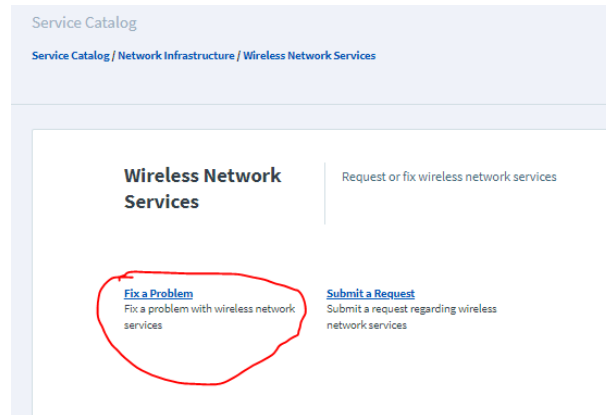 Service Catalog
Service Catalog / Network Infrastructure / Wireless Network Services
Wireless Network
Services
Request or fix wireless network services
Fix a Problem
Fix a problem with wireless network
services
Submit a Request
Submit a request regarding wireless
network services